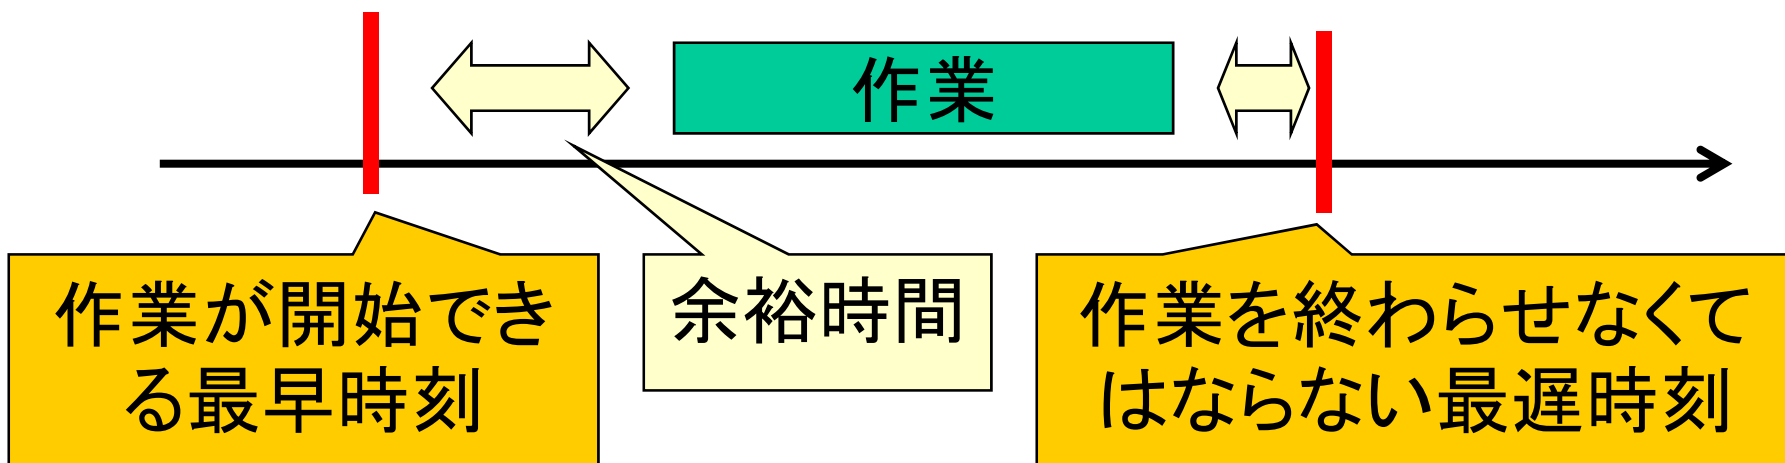 作業
作業が開始でき
る最早時刻
余裕時間
作業を終わらせなくて
はならない最遅時刻